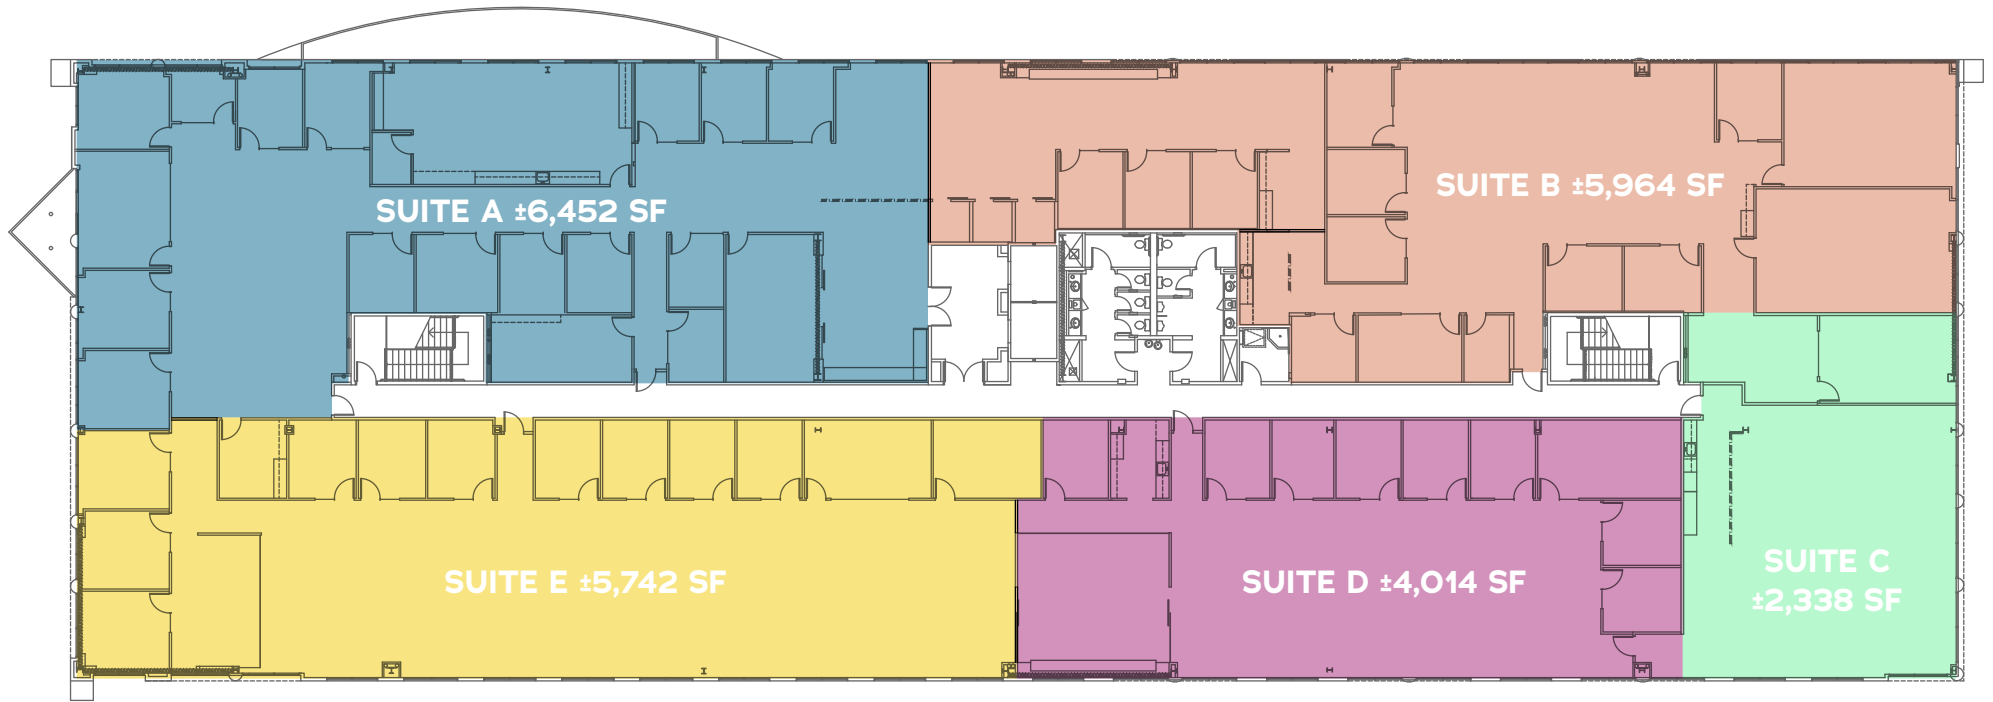 SUITE A ±6,452 SF
SUITE B ±5,964 SF
SUITE E ±5,742 SF
SUITE D ±4,014 SF
SUITE C
±2,338 SF